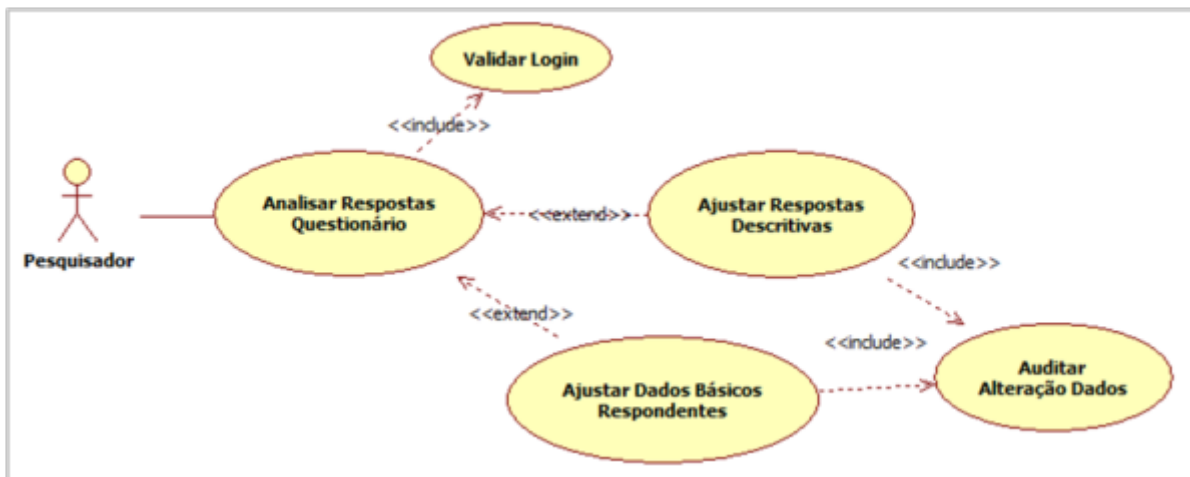 Validar Login
<<include>>
Analisar Respostas
Questionário
<<extend>>
Ajustar Respostas
Descritivas
Pesquisador
<<include>>
<<extend>>
<<include>>
Ajustar Dados Básicos
Respondentes
Auditar
Alteração Dados